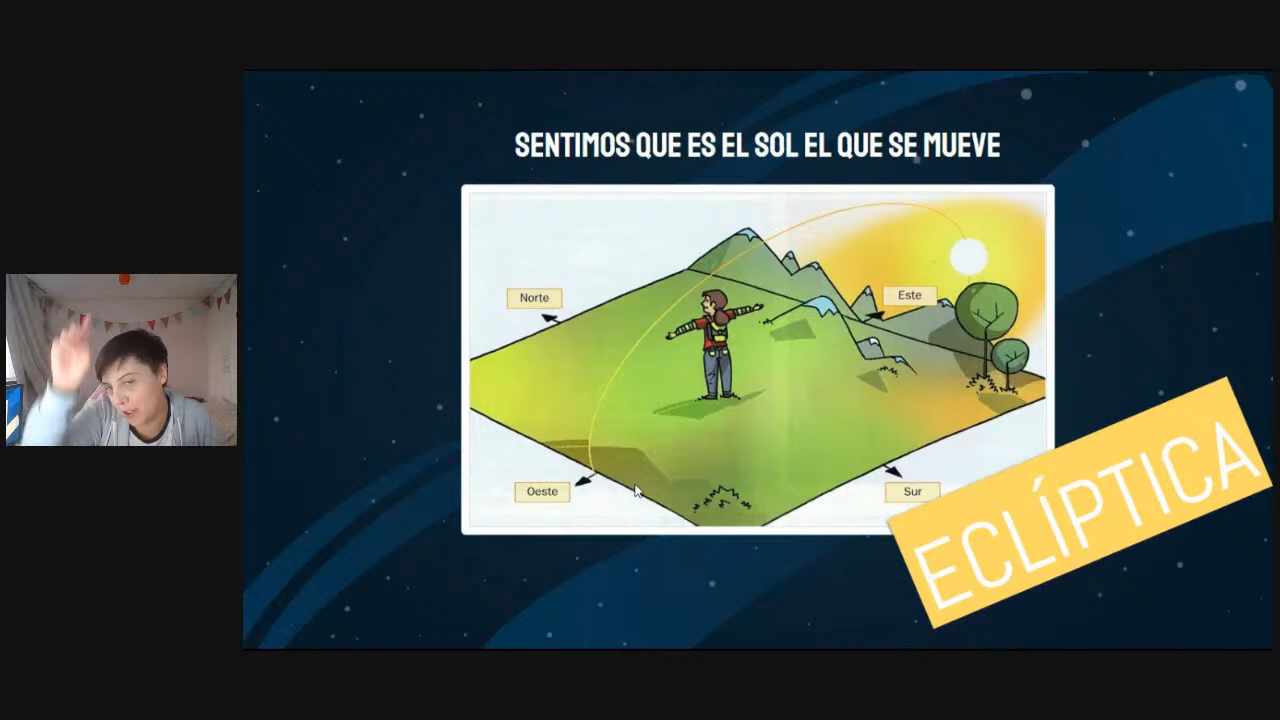 SENTIMOS QUE ES EL SOL EL QUE SE MUEVE
Norte
Este
Oeste
Sur
ECLÍPTICA